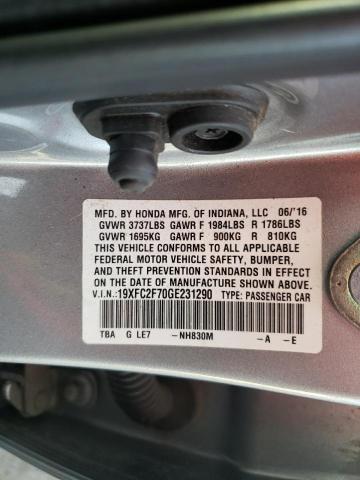 MFD. BY HONDA MFG. OF INDIANA, LLC 06/'16
GVWR 3737LBS GAWR F 1984LBS R 1786LBS
GVWR 1695KG GAWR F 900KG R 810KG
THIS VEHICLE CONFORMS TO ALL APPLICABLE
FEDERAL MOTOR VEHICLE SAFETY, BUMPER,
AND THEFT PREVENTION STANDARDS IN EFFECT
ON THE DATE OF MANUFACTURE SHOWN ABOVE.
V.I.N.:19XFC2F70GE231290 TYPE: PASSENGER CAR
TBA G LE7 -NH830M -A -E